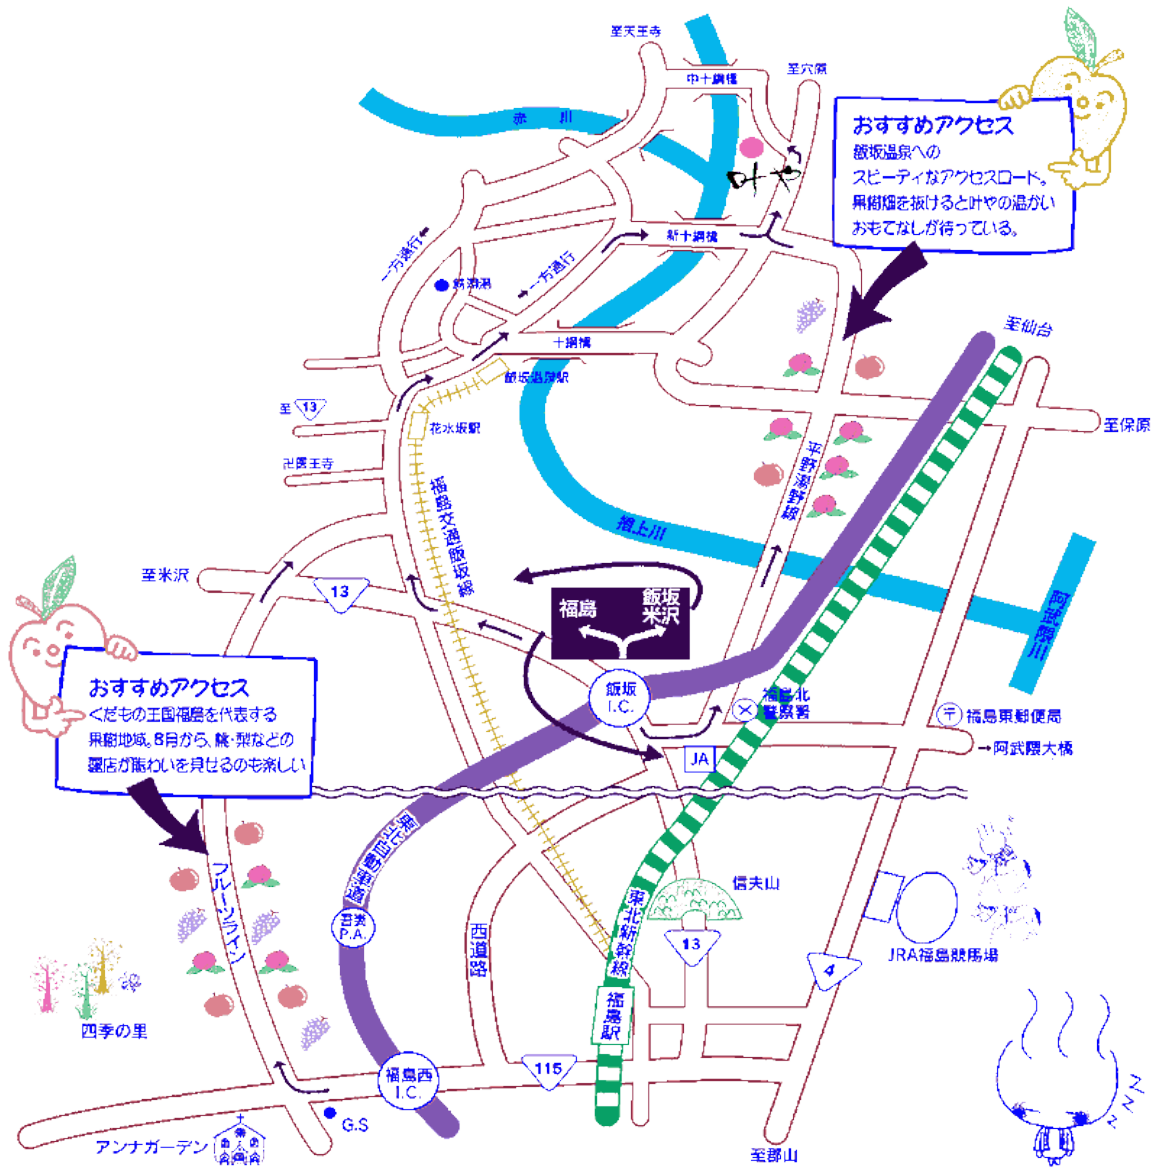 至天王寺
中十綱橋
至穴原
赤川
おすすめアクセス
飯坂温泉への
スピーディなアクセスロード。
果樹畑を抜けると叶やの温かい
おもてなしが待っている。
叶や
新十綱橋
一方通行
一方通行
鯖湖湯
至仙台
十綱橋
飯坂温泉駅
至13
花水坂駅
至保原
卍医王寺
平野湯野線
福島交通飯坂線
摺上川
至米沢
13
阿武隈川
福島
飯坂
米沢
おすすめアクセス
くだもの王国福島を代表する
果樹地域。8月から、桃・梨などの
露店が賑わいを見せるのも楽しい
飯坂
I.C.
福島北
警察署
〒福島東郵便局
JA
→阿武隈大橋
東北自動車道
フルーツライン
吾妻
P.A.
西道路
東北新幹線
信夫山
13
4
JRA福島競馬場
四季の里
福島駅
115
福島西
I.C.
G.S
アンナガーデン
至郡山
ZZZ